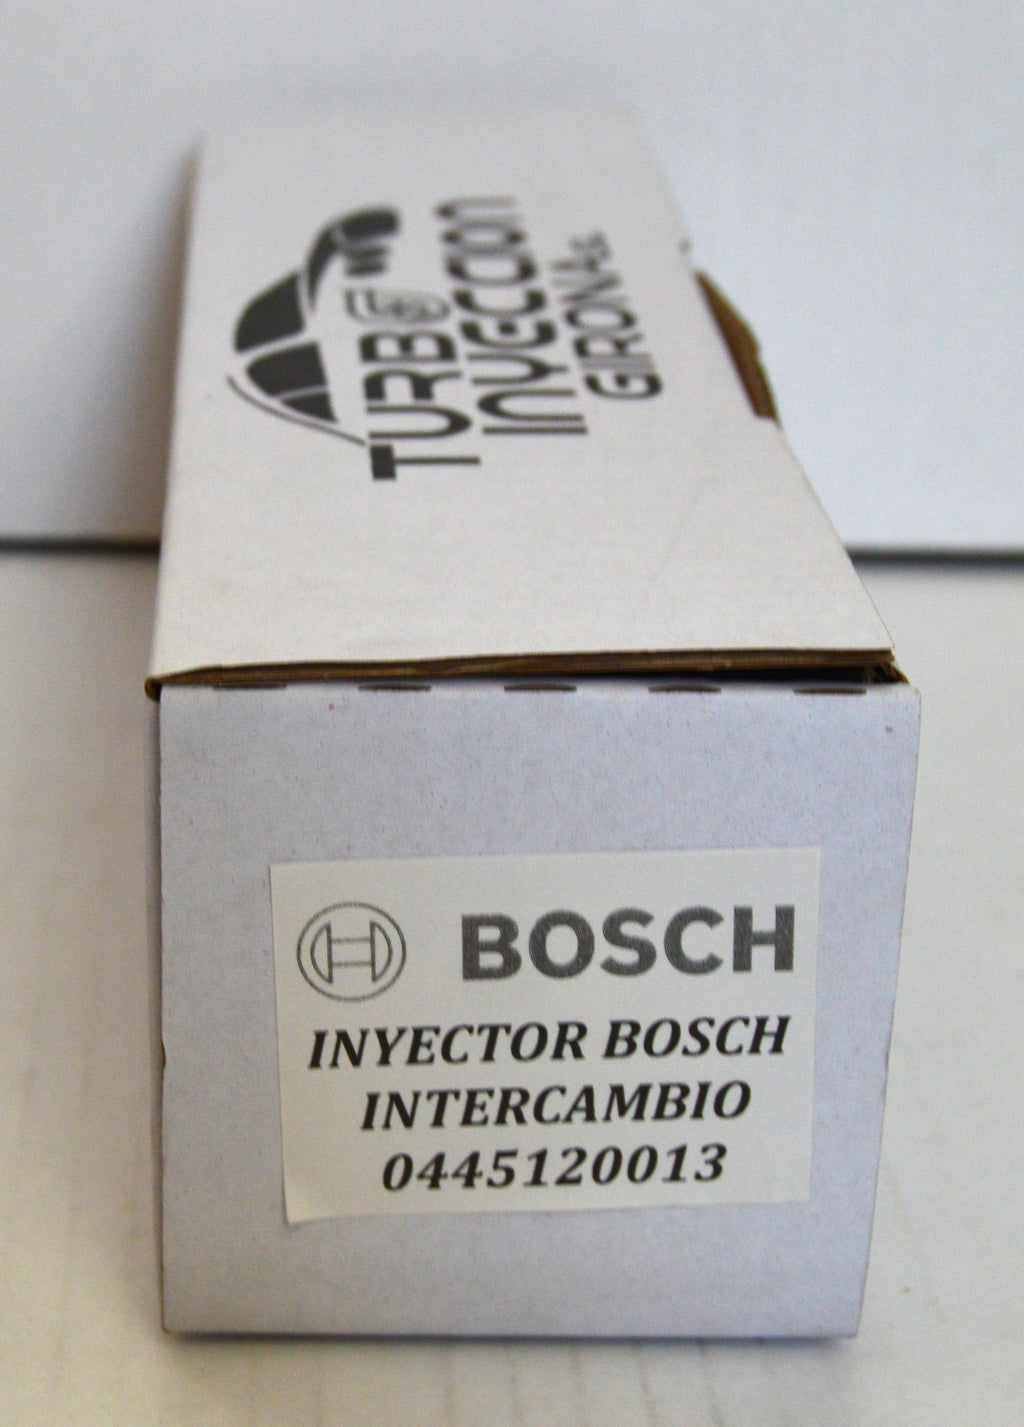 TURBO
INYECCION
GIRONA S.L.
BOSCH
INYECTOR BOSCH
INTERCAMBIO
0445120013